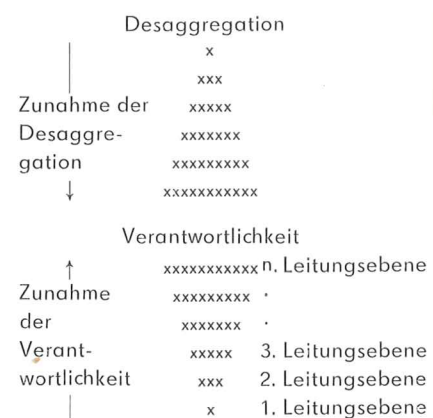 Desaggregation
x
xxx
Zunahme der xxxxx
Desaggre- xxxxxxx
gation xxxxxxxxx
xxxxxxxxxxx
Verantwortlichkeit
xxxxxxxxxxx n. Leitungsebene
Zunahme xxxxxxxxx .
der xxxxxxx .
Verant- xxxxx 3. Leitungsebene
wortlichkeit xxx 2. Leitungsebene
x 1. Leitungsebene